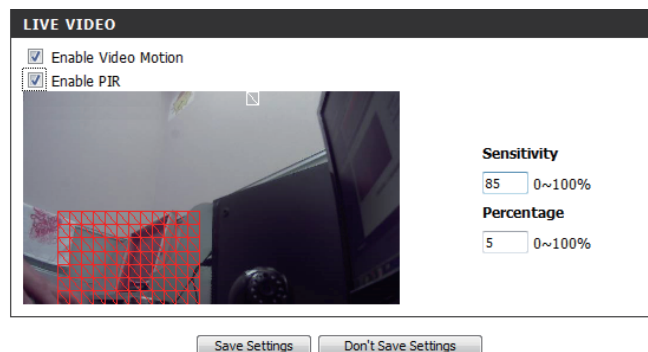 LIVE VIDEO
Enable Video Motion
Enable PIR
Sensitivity
85 0~100%
Percentage
5 0~100%
Save Settings Don't Save Settings